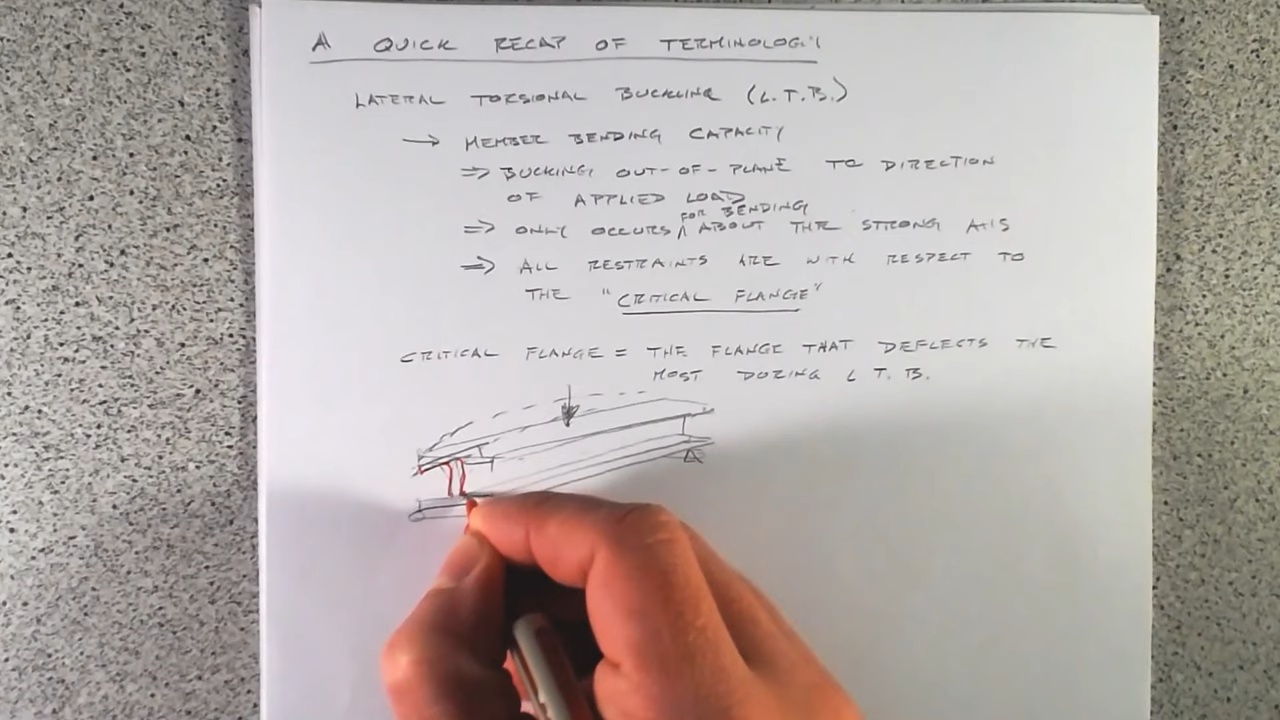 A QUICK RECAP OF TERMINOLOGY
LATERAL TORSIONAL BUCKLING (L.T.B.)
→ MEMBER BENDING CAPACITY
⇒ BUCKING OUT-OF-PLANE TO DIRECTION
OF APPLIED LOAD
FOR BENDING
⇒ ONLY OCCURS ^ ABOUT THE STRONG AXIS
⇒ ALL RESTRAINTS ARE WITH RESPECT TO
THE "CRITICAL FLANGE"
CRITICAL FLANGE = THE FLANGE THAT DEFLECTS THE
MOST DURING L.T.B.